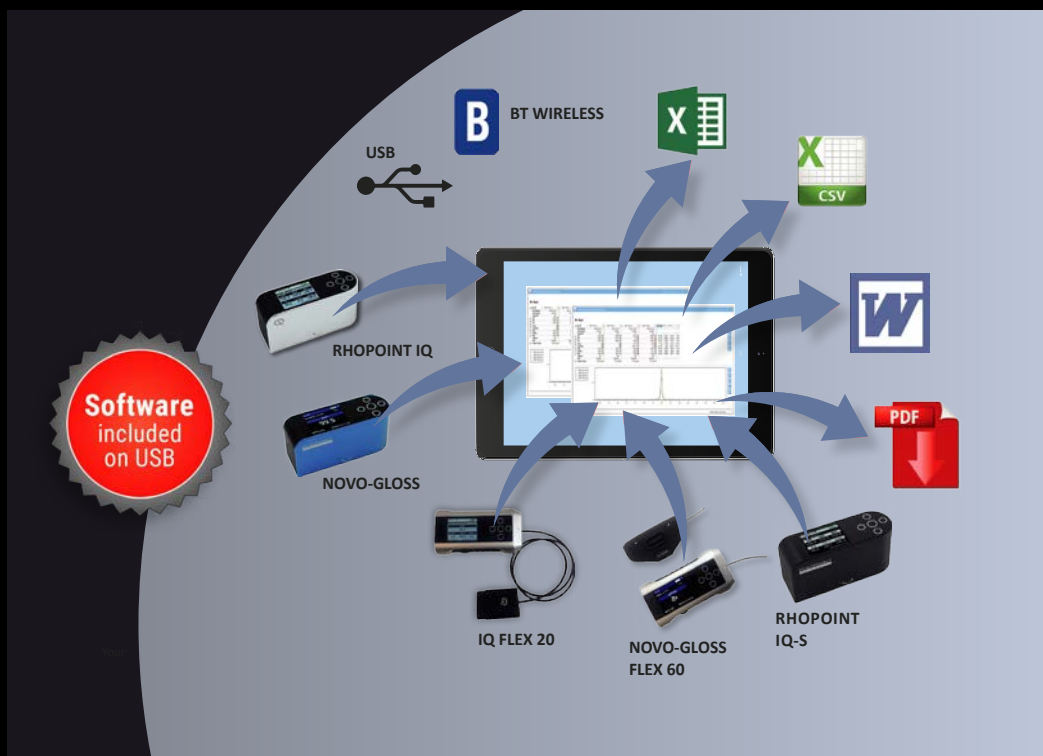 B BT WIRELESS
USB
X
X
CSV
W
PDF
RHOPOINT IQ
NOVO-GLOSS
IQ FLEX 20
NOVO-GLOSS
FLEX 60
RHOPOINT
IQ-S
Software
included
on USB
Your